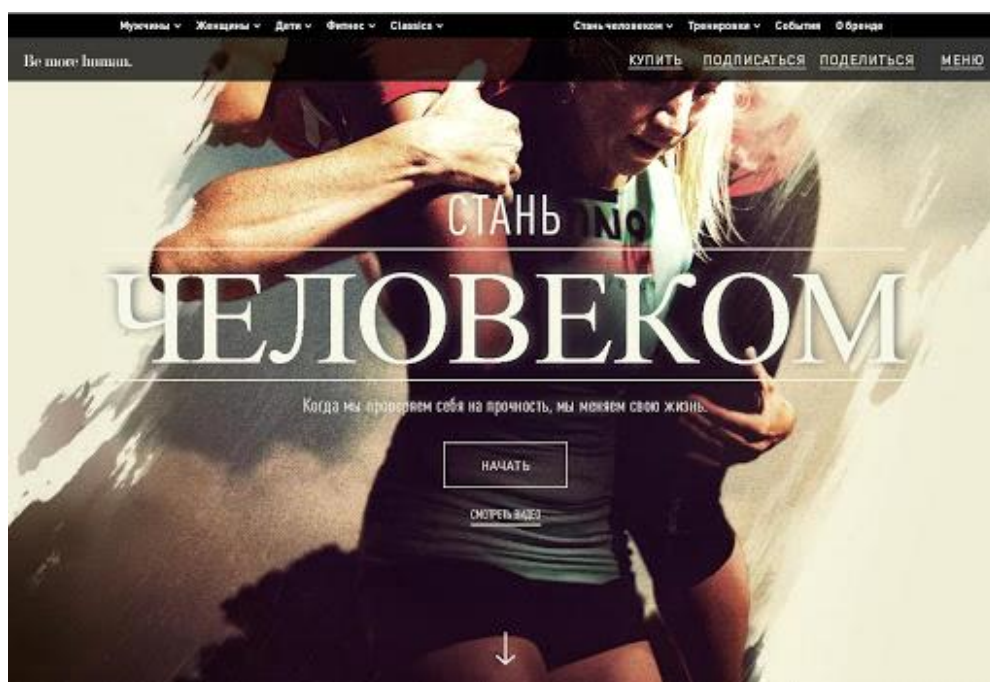 Мужчины Женщины Дети Фитнес Classics Стань человеком Тренировки События О бренде
Be more human. КУПИТЬ ПОДПИСАТЬСЯ ПОДЕЛИТЬСЯ МЕНЮ
СТАНЬ
ЧЕЛОВЕКОМ
Когда мы проверяем себя на прочность, мы меняем свою жизнь.
НАЧАТЬ
СМОТРЕТЬ ВИДЕО